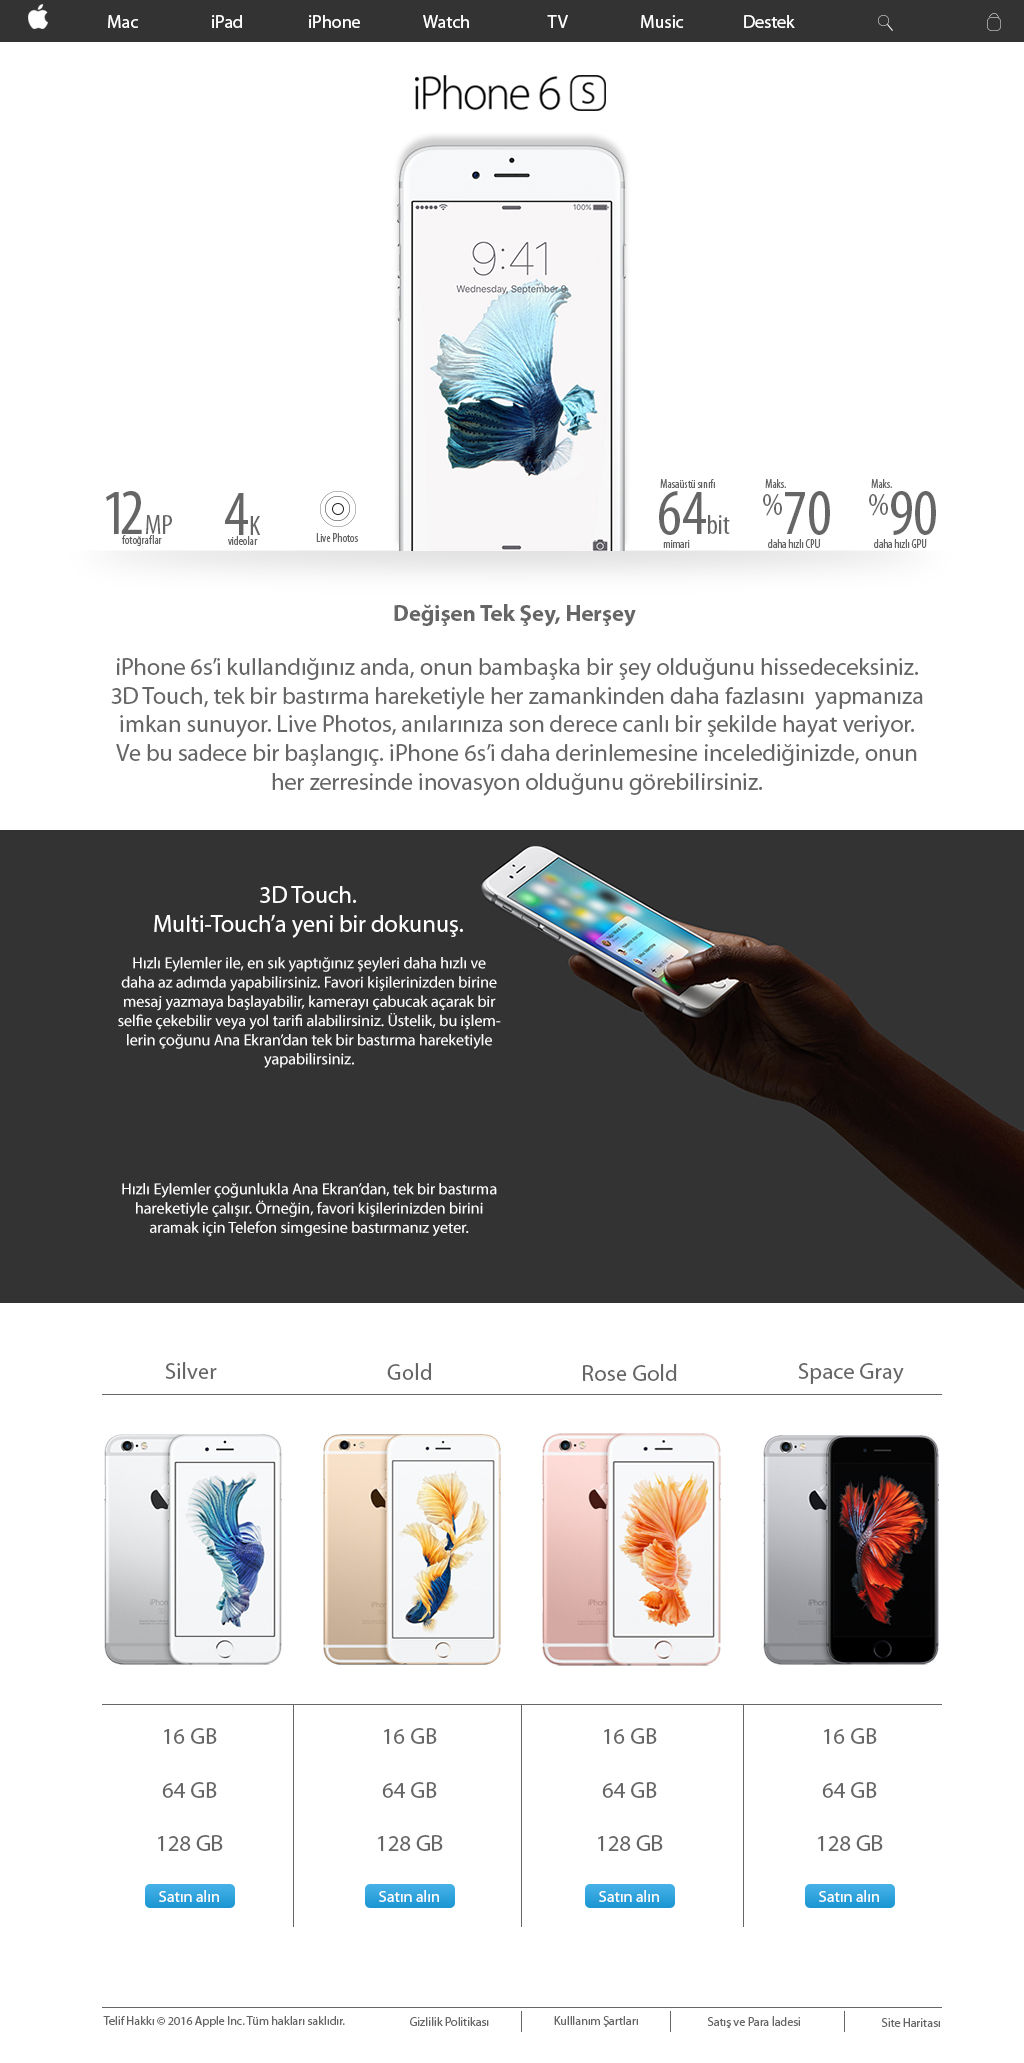 Mac iPad iPhone Watch TV Music Destek
iPhone 6 S
100%
9:41
Wednesday, September 9
12 MP
fotoğraflar
4K
videolar
Live Photos
Masaüstü sınıfı
64bit
mimari
Maks.
%70
daha hızlı CPU
Maks.
%90
daha hızlı GPU
Değişen Tek Şey, Herşey
iPhone 6s’i kullandığınız anda, onun bambaşka bir şey olduğunu hissedeceksiniz.
3D Touch, tek bir bastırma hareketiyle her zamankinden daha fazlasını yapmanıza
imkan sunuyor. Live Photos, anılarınıza son derece canlı bir şekilde hayat veriyor.
Ve bu sadece bir başlangıç. iPhone 6s’i daha derinlemesine incelediğinizde, onun
her zerresinde inovasyon olduğunu görebilirsiniz.
3D Touch.
Multi-Touch’a yeni bir dokunuş.
Hızlı Eylemler ile, en sık yaptığınız şeyleri daha hızlı ve
daha az adımda yapabilirsiniz. Favori kişilerinizden birine
mesaj yazmaya başlayabilir, kamerayı çabucak açarak bir
selfie çekebilir veya yol tarifi alabilirsiniz. Üstelik, bu işlem-
lerin çoğunu Ana Ekran’dan tek bir bastırma hareketiyle
yapabilirsiniz.
Hızlı Eylemler çoğunlukla Ana Ekran’dan, tek bir bastırma
hareketiyle çalışır. Örneğin, favori kişilerinizden birini
aramak için Telefon simgesine bastırmanız yeter.
Silver Gold Rose Gold Space Gray
16 GB 16 GB 16 GB 16 GB
64 GB 64 GB 64 GB 64 GB
128 GB 128 GB 128 GB 128 GB
Satın alın Satın alın Satın alın Satın alın
Telif Hakkı © 2016 Apple Inc. Tüm hakları saklıdır. Gizlilik Politikası Kulllanım Şartları Satış ve Para İadesi Site Haritası